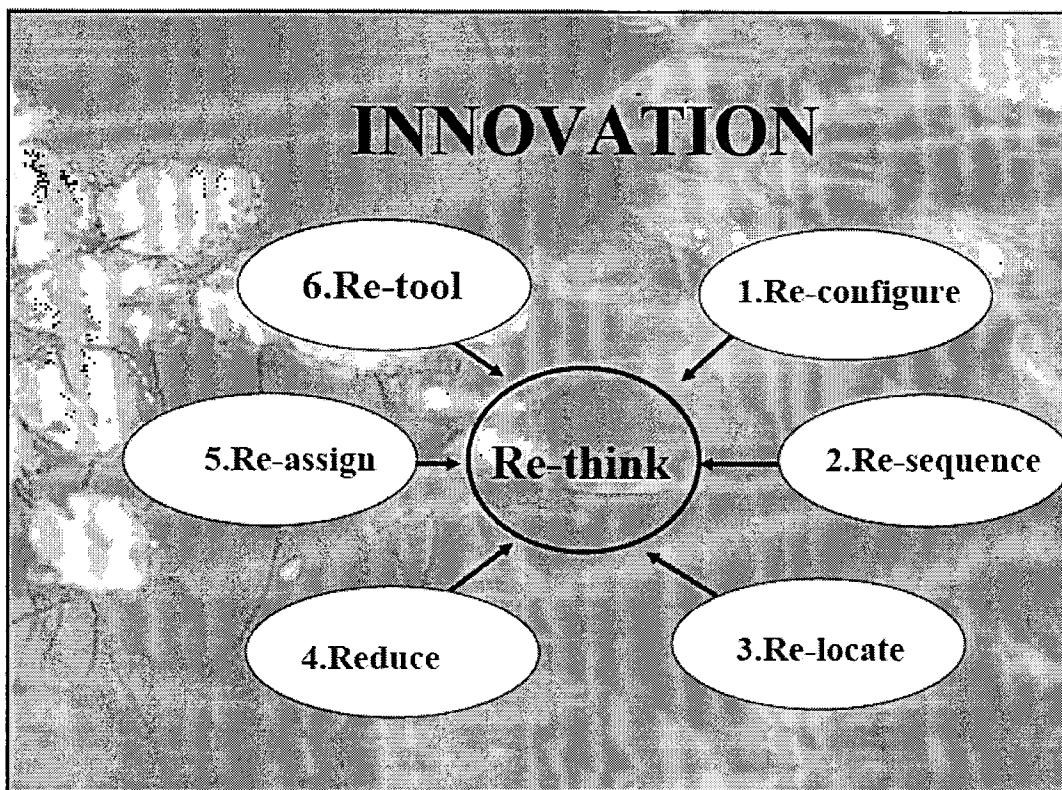 INNOVATION
6.Re-tool
1.Re-configure
5.Re-assign
Re-think
2.Re-sequence
4.Reduce
3.Re-locate